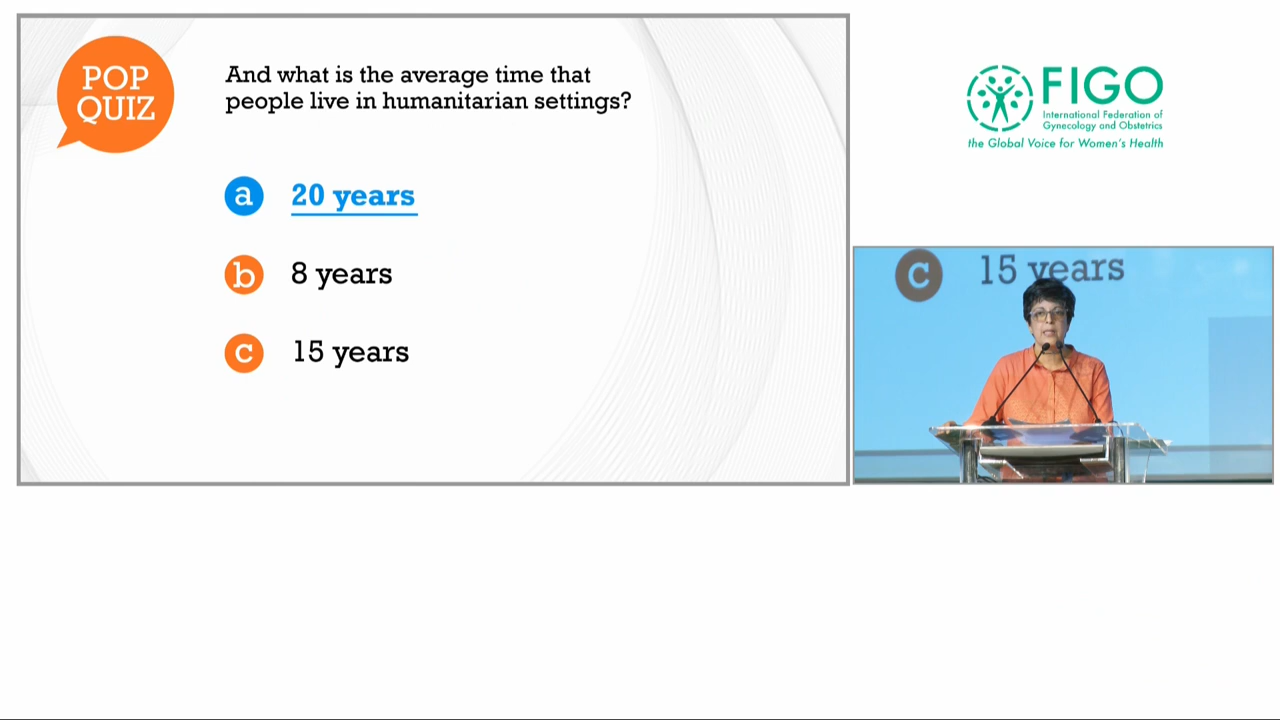 POP
QUIZ
And what is the average time that
people live in humanitarian settings?
a 20 years
b 8 years
c 15 years
FIGO
International Federation of
Gynecology and Obstetrics
the Global Voice for Women's Health
c 15 years